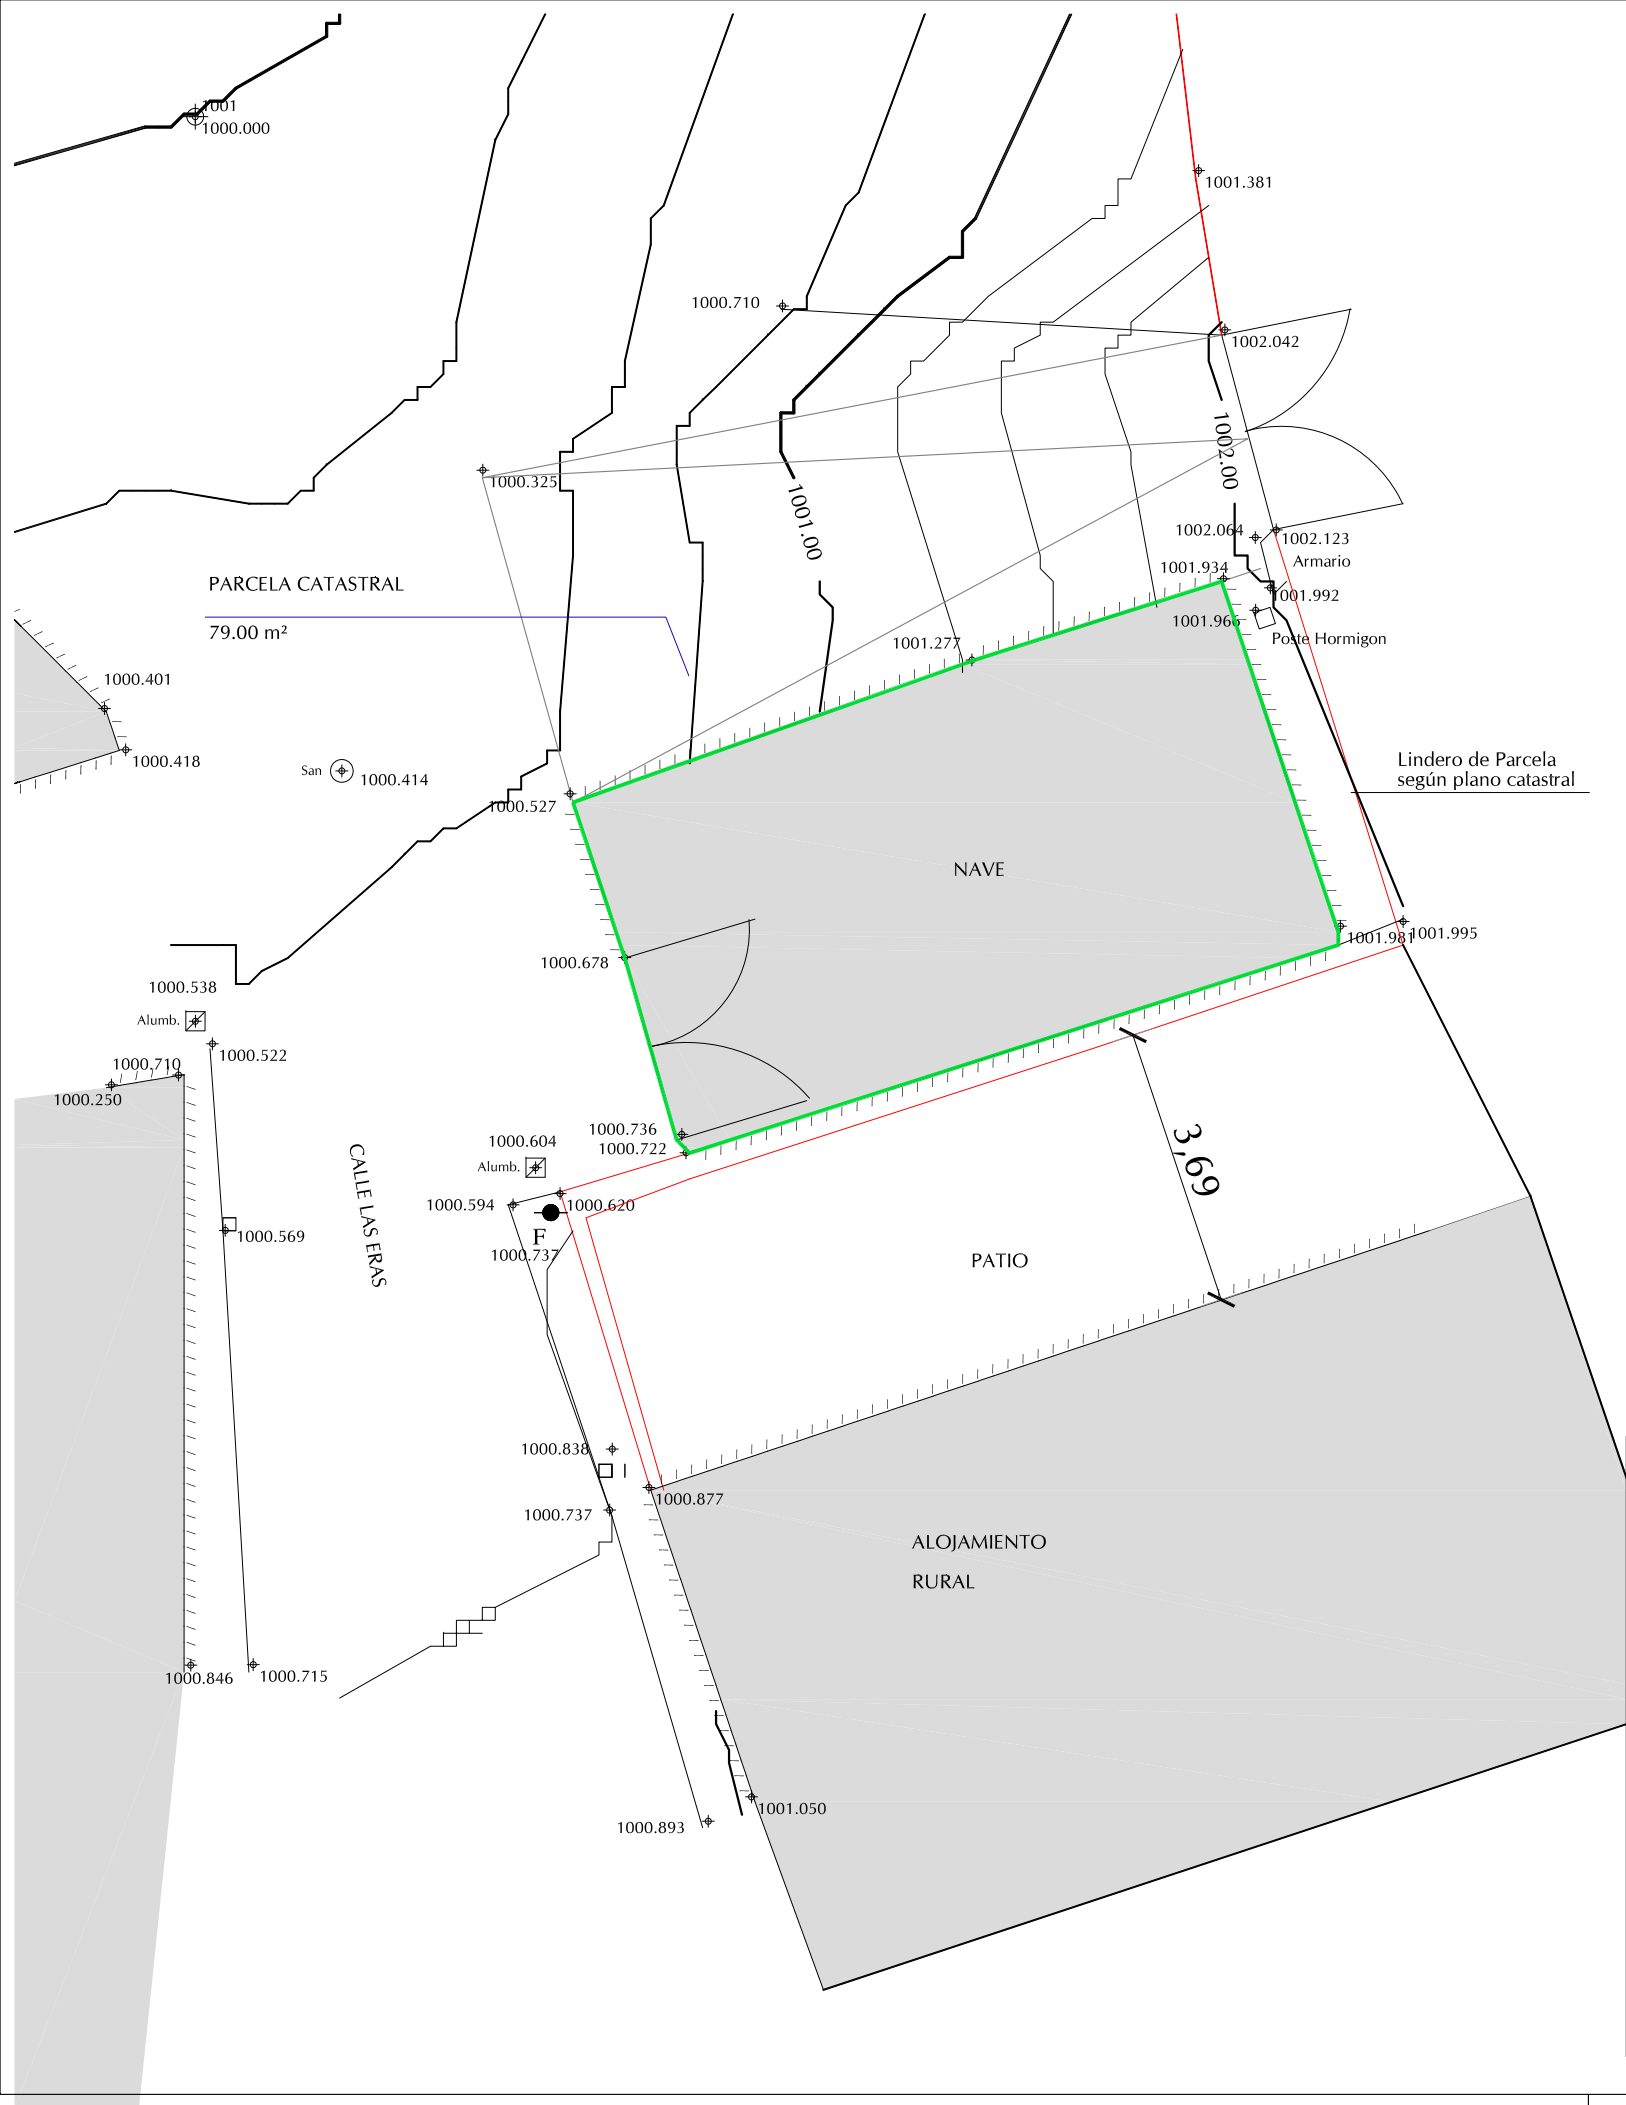 1001
1000.000
1001.381
1000.710
1002.042
1002.00
1000.325
1001.00
1002.064
1002.123
Armario
1001.934
1001.992
PARCELA CATASTRAL
79.00 m²
1001.966
Poste Hormigon
1001.277
1000.401
1000.418
San
1000.414
1000.527
Lindero de Parcela
según plano catastral
NAVE
1001.981
1001.995
1000.678
1000.538
Alumb.
1000.522
1000.710
1000.250
1000.736
1000.722
1000.604
Alumb.
CALLE LAS ERAS
3,69
1000.594
1000.620
F
1000.569
1000.737
PATIO
1000.838
1000.877
1000.737
ALOJAMIENTO
RURAL
1000.846
1000.715
1001.050
1000.893